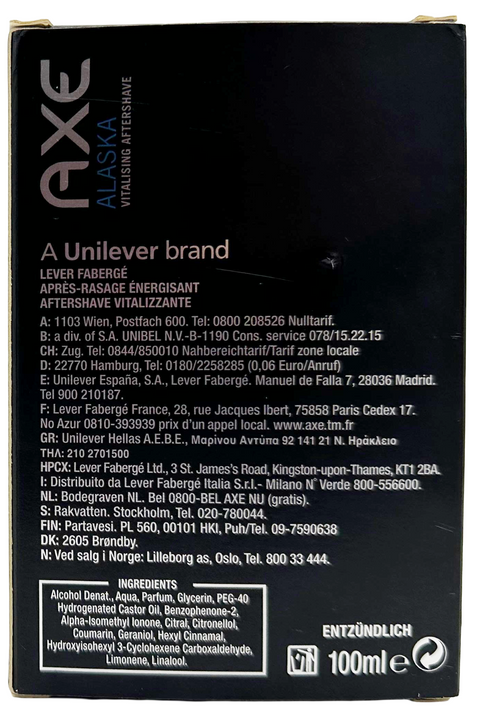 AXE
ALASKA
VITALISING AFTERSHAVE
A Unilever brand
LEVER FABERGÉ
APRÈS-RASAGE ÉNERGISANT
AFTERSHAVE VITALIZZANTE
A: 1103 Wien, Postfach 600. Tel: 0800 208526 Nulltarif.
B: a div. of S.A. UNIBEL N.V.-B-1190 Cons. service 078/15.22.15
CH: Zug. Tel:0844/850010 Nahbereichtarif/Tarif zone locale
D: 22770 Hamburg, Tel: 0180/2258285 (0,06 Euro/Anruf)
E: Unilever España, S.A., Lever Fabergé. Manuel de Falla 7, 28036 Madrid.
Tel 900 210187.
F: Lever Fabergé France, 28, rue Jacques Ibert, 75858 Paris Cedex 17.
No Azur 0810-393939 prix d'un appel local. www.axe.tm.fr
GR: Unilever Hellas A.E.B.E., Μαρίνου Αντύπα 92 141 21 Ν. Ηράκλειο
ΤΗΛ: 210 2701500
HPCX: Lever Fabergé Ltd., 3 St. James's Road, Kingston-upon-Thames, KT1 2BA.
I: Distribuito da Lever Fabergé Italia S.r.l.- Milano N° Verde 800-556600.
NL: Bodegraven NL. Bel 0800-BEL AXE NU (gratis).
S: Rakvatten. Stockholm, Tel. 020-780044.
FIN: Partavesi. PL 560, 00101 HKI, Puh/Tel. 09-7590638
DK: 2605 Brøndby.
N: Ved salg i Norge: Lilleborg as, Oslo, Tel. 800 33 444.
INGREDIENTS
Alcohol Denat., Aqua, Parfum, Glycerin, PEG-40
Hydrogenated Castor Oil, Benzophenone-2,
Alpha-Isomethyl Ionone, Citral, Citronellol,
Coumarin, Geraniol, Hexyl Cinnamal,
Hydroxyisohexyl 3-Cyclohexene Carboxaldehyde,
Limonene, Linalool.
ENTZÜNDLICH
100ml e